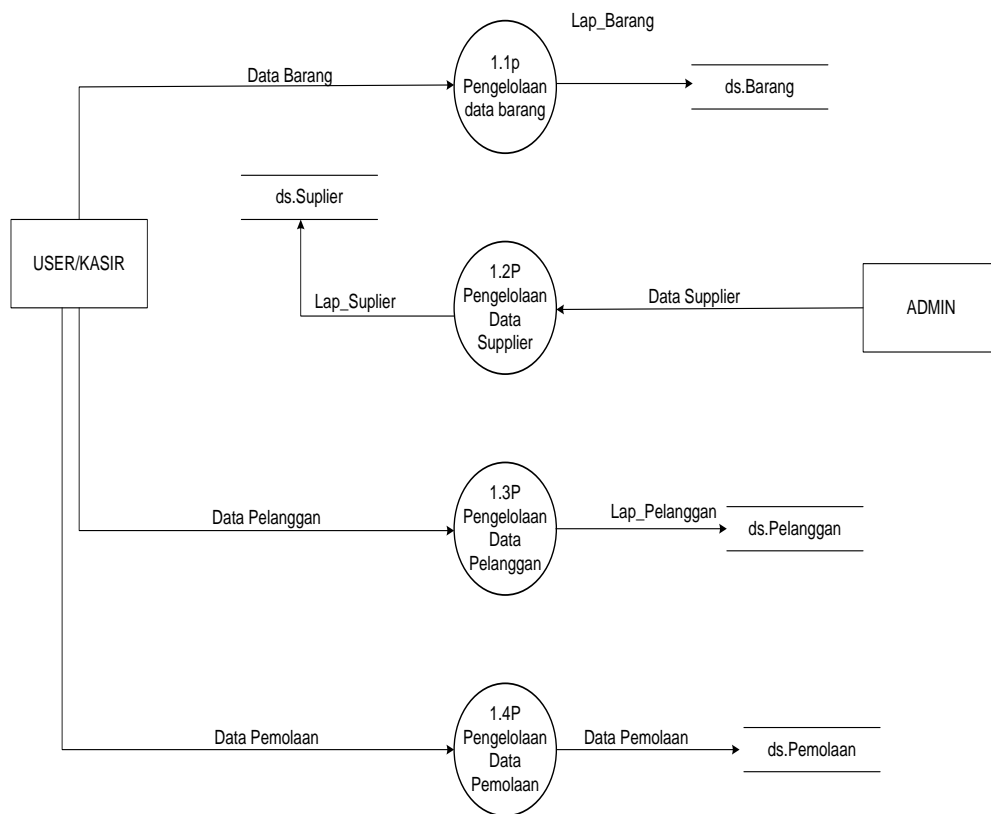 Lap_Barang
1.1p
Pengelolaan
data barang
Data Barang
ds.Barang
ds.Suplier
USER/KASIR
1.2P
Pengelolaan
Data
Supplier
Lap_Suplier
Data Supplier
ADMIN
1.3P
Pengelolaan
Data
Pelanggan
Data Pelanggan
Lap_Pelanggan
ds.Pelanggan
1.4P
Pengelolaan
Data
Pemolaan
Data Pemolaan
Data Pemolaan
ds.Pemolaan